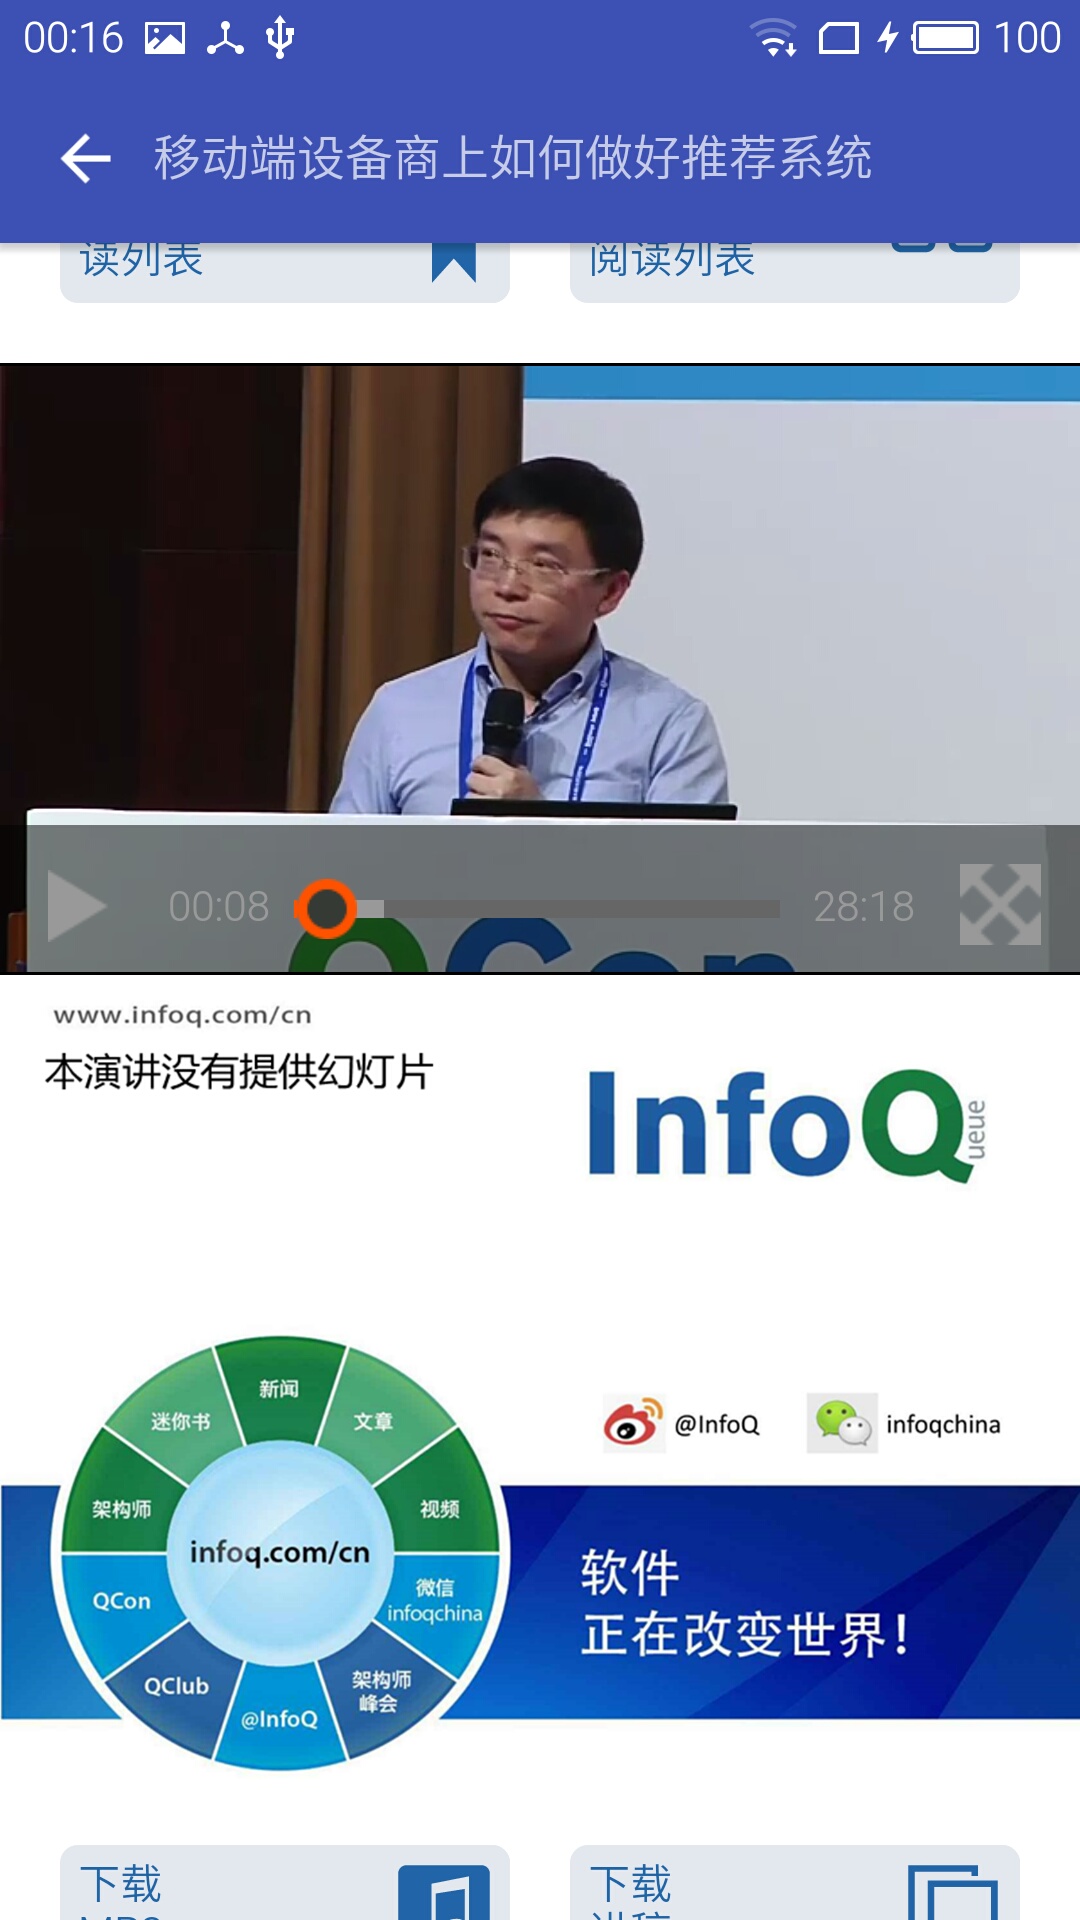 00:16
100
移动端设备商上如何做好推荐系统
读列表
阅读列表
00:08
28:18
QCon
www.infoq.com/cn
本演讲没有提供幻灯片
InfoQ
ueue
新闻
迷你书
文章
架构师
视频
infoq.com/cn
QCon
微信
infoqchina
QClub
架构师
峰会
@InfoQ
@InfoQ
infoqchina
软件
正在改变世界!
下载
下载